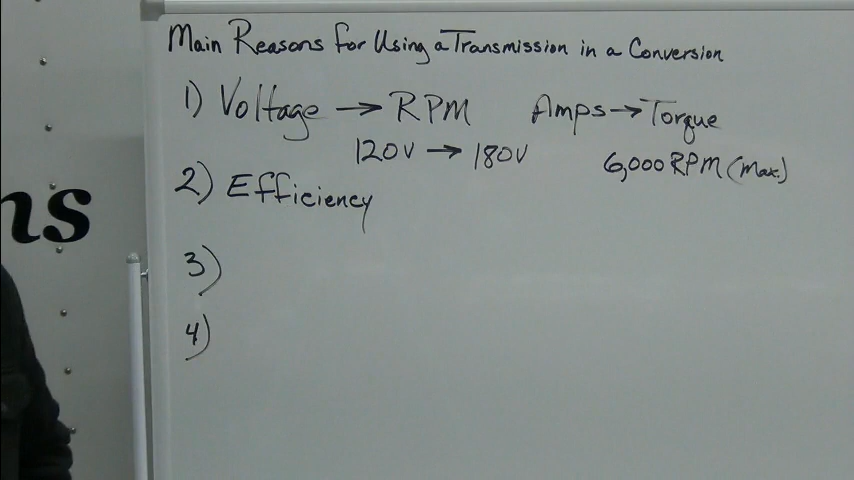 Main Reasons for Using a Transmission in a Conversion
1) Voltage → RPM Amps → Torque
120V → 180V 6,000 RPM (Max.)
2) Efficiency
3)
4)
ns